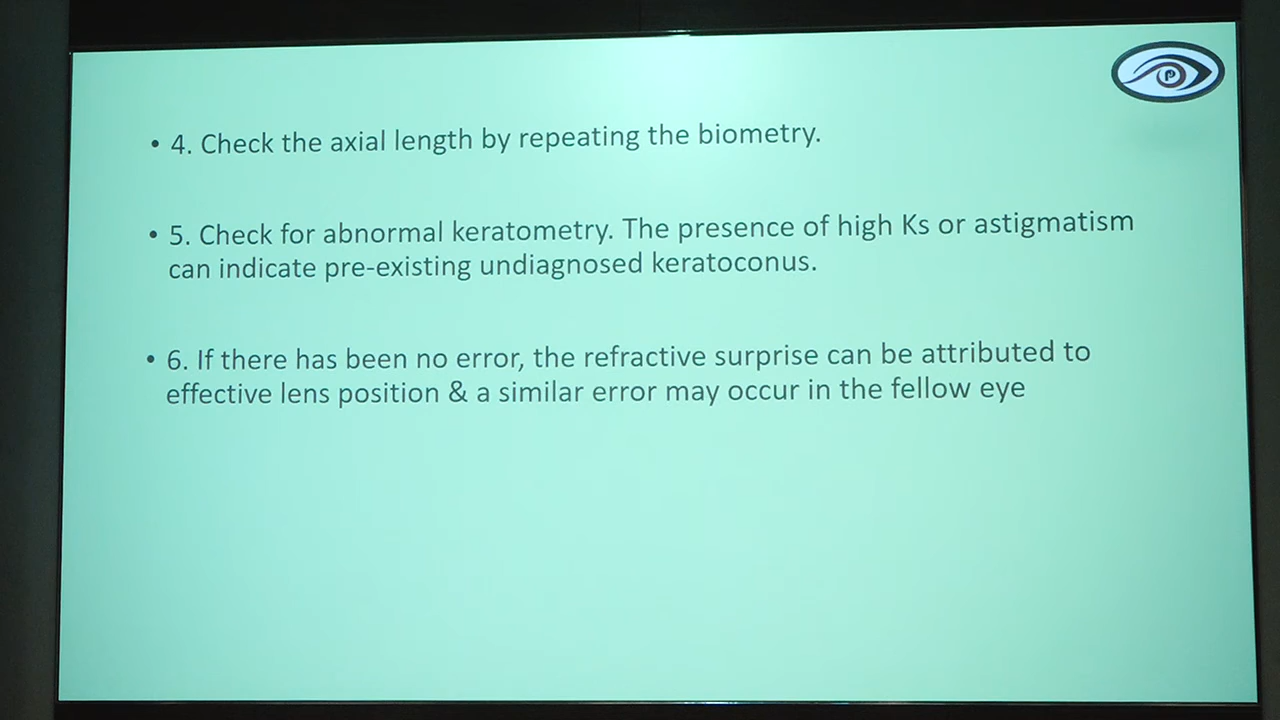 • 4. Check the axial length by repeating the biometry.
• 5. Check for abnormal keratometry. The presence of high Ks or astigmatism
can indicate pre-existing undiagnosed keratoconus.
• 6. If there has been no error, the refractive surprise can be attributed to
effective lens position & a similar error may occur in the fellow eye